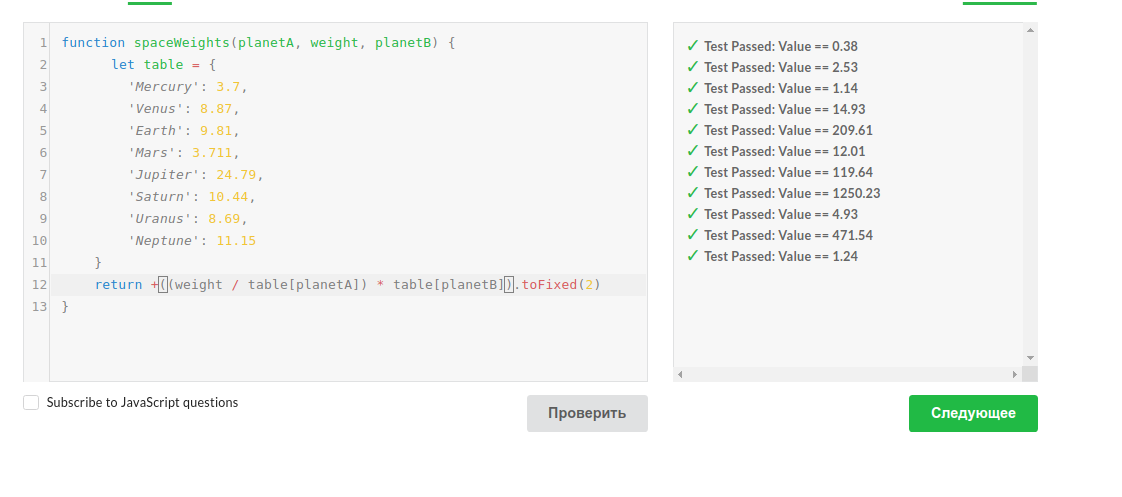 1 function spaceWeights(planetA, weight, planetB) {
2 let table = {
3 'Mercury': 3.7,
4 'Venus': 8.87,
5 'Earth': 9.81,
6 'Mars': 3.711,
7 'Jupiter': 24.79,
8 'Saturn': 10.44,
9 'Uranus': 8.69,
10 'Neptune': 11.15
11 }
12 return +((weight / table[planetA]) * table[planetB]).toFixed(2)
13 }
✓ Test Passed: Value == 0.38
✓ Test Passed: Value == 2.53
✓ Test Passed: Value == 1.14
✓ Test Passed: Value == 14.93
✓ Test Passed: Value == 209.61
✓ Test Passed: Value == 12.01
✓ Test Passed: Value == 119.64
✓ Test Passed: Value == 1250.23
✓ Test Passed: Value == 4.93
✓ Test Passed: Value == 471.54
✓ Test Passed: Value == 1.24
Subscribe to JavaScript questions
Проверить
Следующее